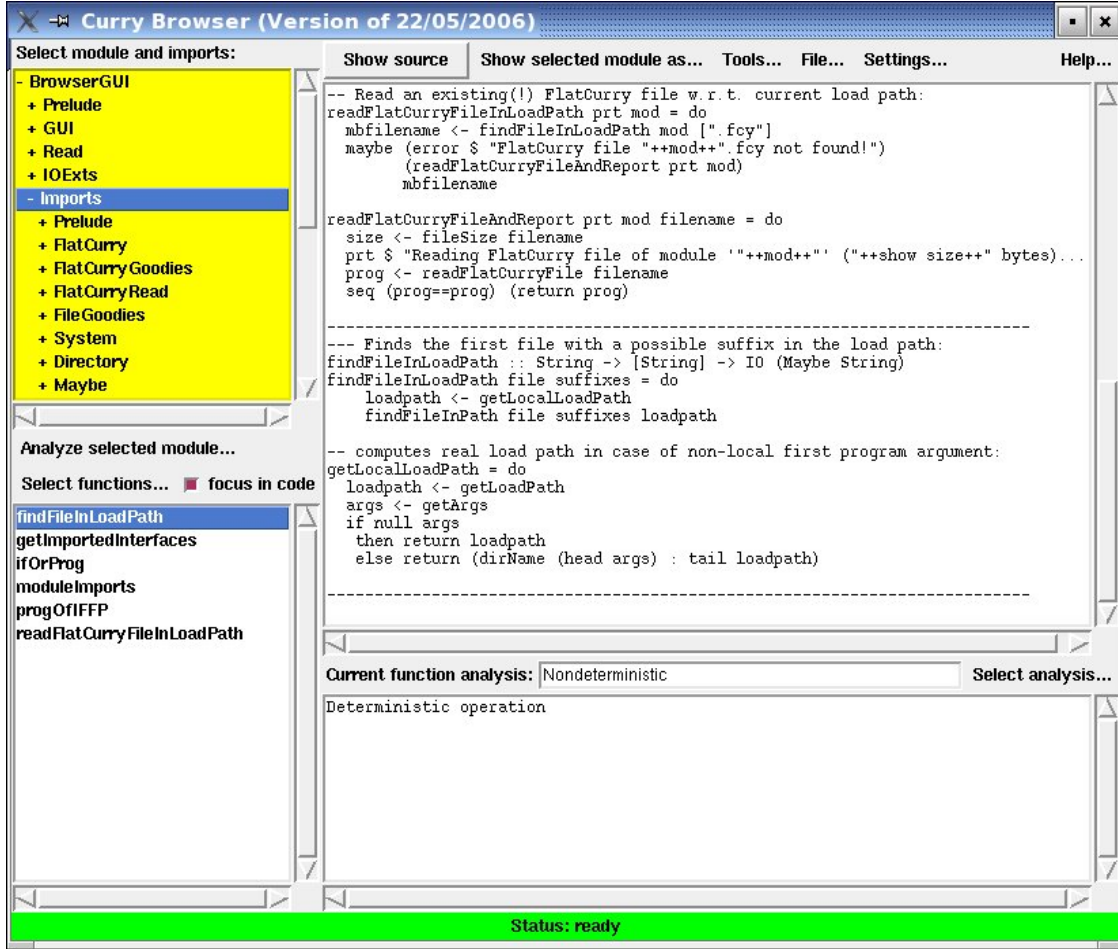 Curry Browser (Version of 22/05/2006)
Select module and imports:
Show source Show selected module as... Tools... File... Settings... Help...
- BrowserGUI
+ Prelude
+ GUI
+ Read
+ IOExts
- Imports
+ Prelude
+ FlatCurry
+ FlatCurryGoodies
+ FlatCurryRead
+ FileGoodies
+ System
+ Directory
+ Maybe
Analyze selected module...
Select functions... focus in code
findFileInLoadPath
getImportedInterfaces
ifOrProg
moduleImports
progOfIFFP
readFlatCurryFileInLoadPath
-- Read an existing(!) FlatCurry file w.r.t. current load path:
readFlatCurryFileInLoadPath prt mod = do
  mbfilename <- findFileInLoadPath mod [".fcy"]
  maybe (error $ "FlatCurry file "++mod++".fcy not found!")
        (readFlatCurryFileAndReport prt mod)
        mbfilename
readFlatCurryFileAndReport prt mod filename = do
  size <- fileSize filename
  prt $ "Reading FlatCurry file of module '"++mod++"' ("++show size++" bytes)...
  prog <- readFlatCurryFile filename
  seq (prog==prog) (return prog)
---------------------------------------------------------------------------
--- Finds the first file with a possible suffix in the load path:
findFileInLoadPath :: String -> [String] -> IO (Maybe String)
findFileInLoadPath file suffixes = do
    loadpath <- getLocalLoadPath
    findFileInPath file suffixes loadpath
-- computes real load path in case of non-local first program argument:
getLocalLoadPath = do
  loadpath <- getLoadPath
  args <- getArgs
  if null args
   then return loadpath
   else return (dirName (head args) : tail loadpath)
---------------------------------------------------------------------------
Current function analysis: Nondeterministic Select analysis...
Deterministic operation
Status: ready